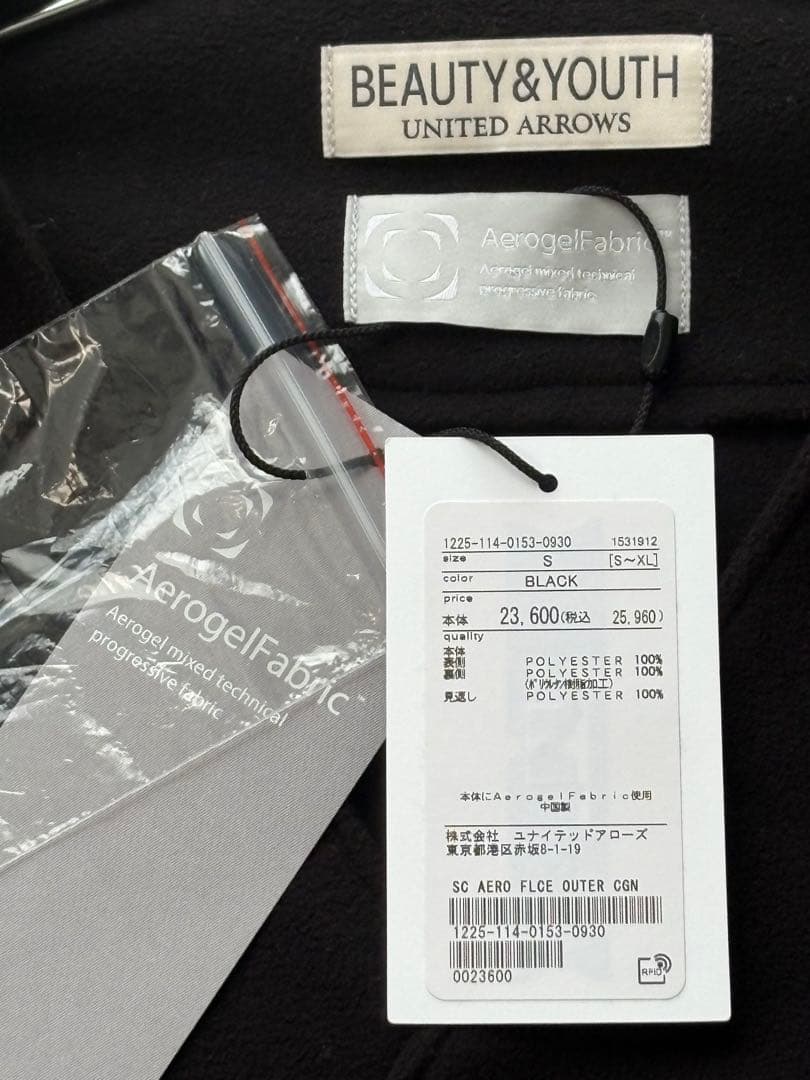 BEAUTY&YOUTH
UNITED ARROWS
AerogelFabric™
Aerogel mixed technical
progressive fabric
AerogelFabric™
Aerogel mixed technical
progressive fabric
1225-114-0153-0930 1531912
size S [S~XL]
color BLACK
price
本体 23,600(税込 25,960)
quality
本体
表側 POLYESTER 100%
裏側 POLYESTER 100%
(ポリウレタン樹脂加工)
見返し POLYESTER 100%
本体にAerogelFabric使用
中国製
株式会社 ユナイテッドアローズ
東京都港区赤坂8-1-19
SC AERO FLCE OUTER CGN
1225-114-0153-0930
0023600
RFID